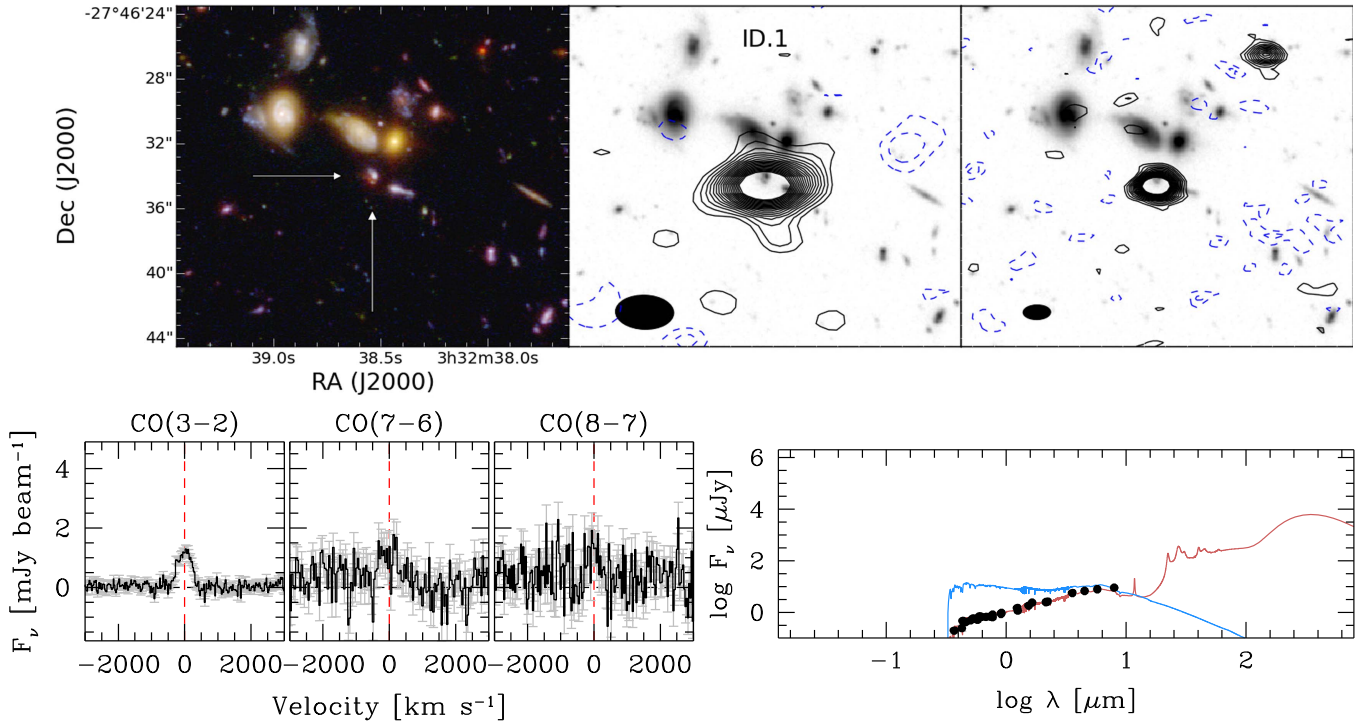 -27°46'24"
28"
32"
36"
40"
44"
Dec (J2000)
39.0s 38.5s 3h32m38.0s
RA (J2000)
ID.1
CO(3−2) CO(7−6) CO(8−7)
4
2
0
Fν [mJy beam⁻¹]
−2000 0 2000 −2000 0 2000 −2000 0 2000
Velocity [km s⁻¹]
6
4
2
0
log Fν [μJy]
−1 0 1 2
log λ [μm]